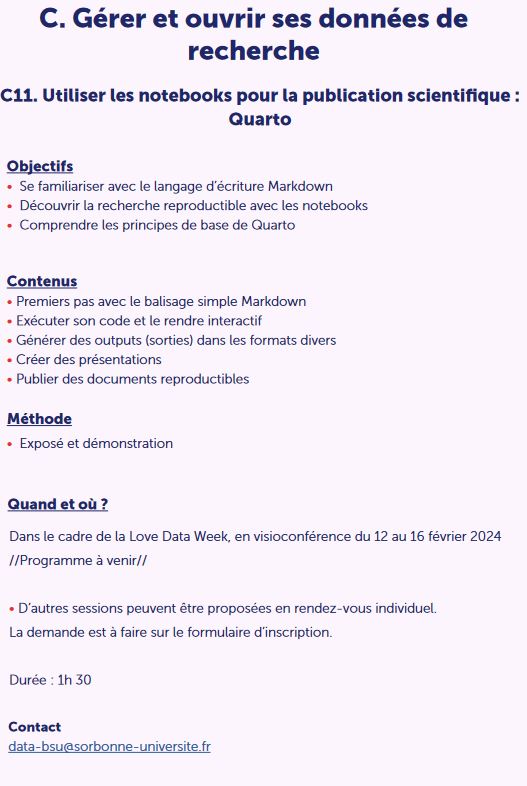 C. Gérer et ouvrir ses données de
recherche
C11. Utiliser les notebooks pour la publication scientifique :
Quarto
Objectifs
• Se familiariser avec le langage d'écriture Markdown
• Découvrir la recherche reproductible avec les notebooks
• Comprendre les principes de base de Quarto
Contenus
• Premiers pas avec le balisage simple Markdown
• Exécuter son code et le rendre interactif
• Générer des outputs (sorties) dans les formats divers
• Créer des présentations
• Publier des documents reproductibles
Méthode
• Exposé et démonstration
Quand et où ?
Dans le cadre de la Love Data Week, en visioconférence du 12 au 16 février 2024
//Programme à venir//
• D'autres sessions peuvent être proposées en rendez-vous individuel.
La demande est à faire sur le formulaire d'inscription.
Durée : 1h 30
Contact
data-bsu@sorbonne-universite.fr